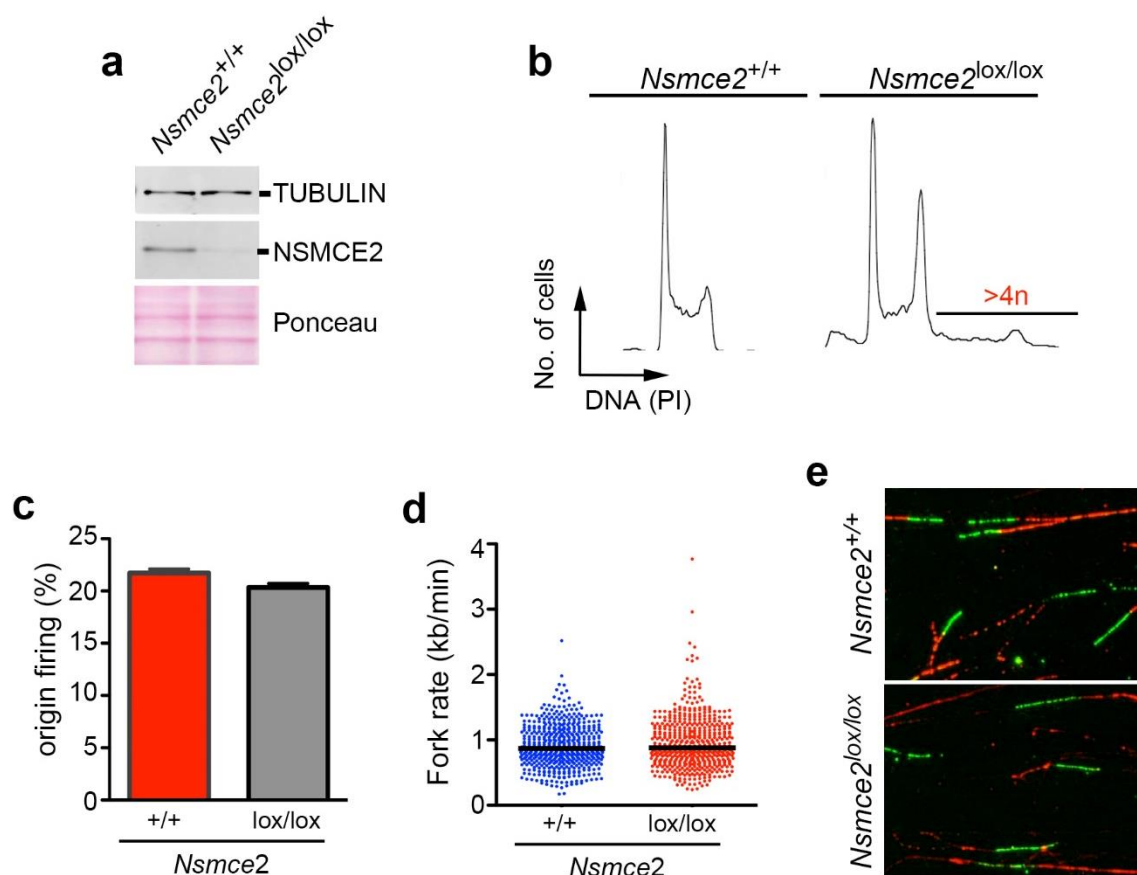 a
Nsmce2+/+
Nsmce2lox/lox
TUBULIN
NSMCE2
Ponceau
b
Nsmce2+/+
Nsmce2lox/lox
>4n
No. of cells
DNA (PI)
c
origin firing (%)
25
20
15
10
5
0
+/+
lox/lox
Nsmce2
d
Fork rate (kb/min)
4
3
2
1
0
+/+
lox/lox
Nsmce2
e
Nsmce2+/+
Nsmce2lox/lox